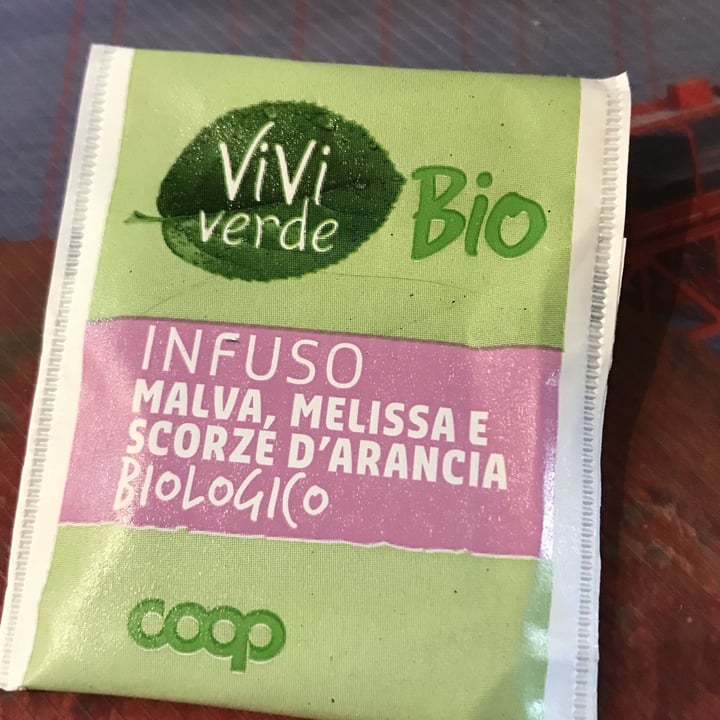 ViVi
verde
Bio
INFUSO
MALVA, MELISSA E
SCORZE D'ARANCIA
BIOLOGICO
coop